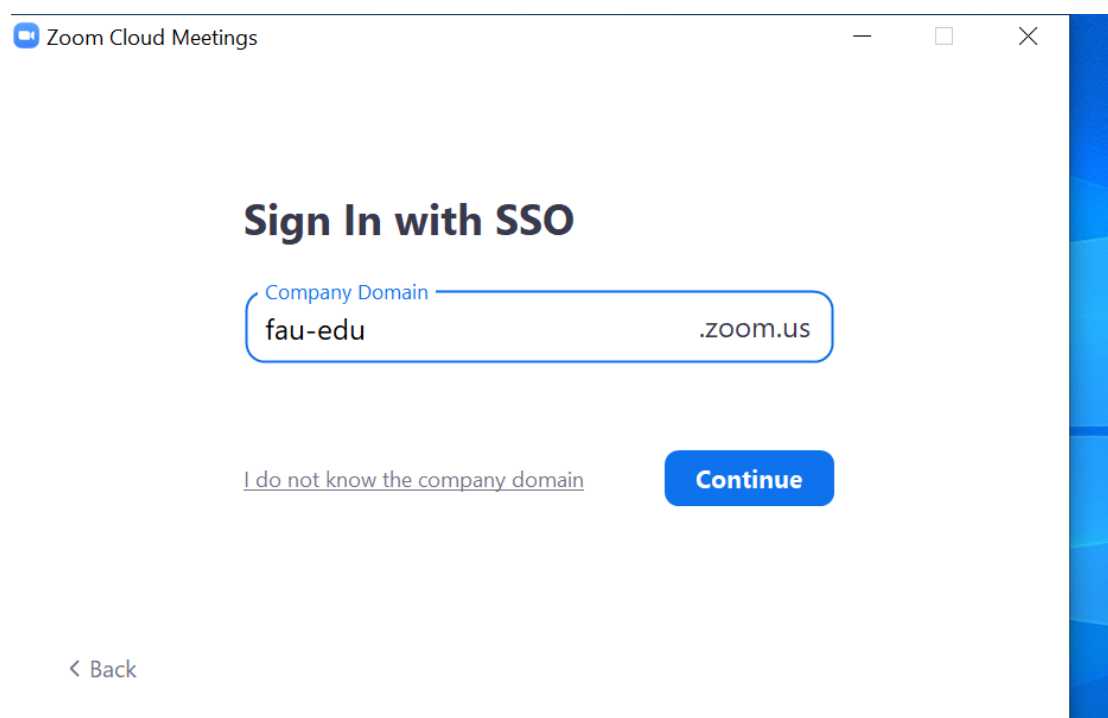 Zoom Cloud Meetings
Sign In with SSO
Company Domain
fau-edu .zoom.us
I do not know the company domain Continue
Back